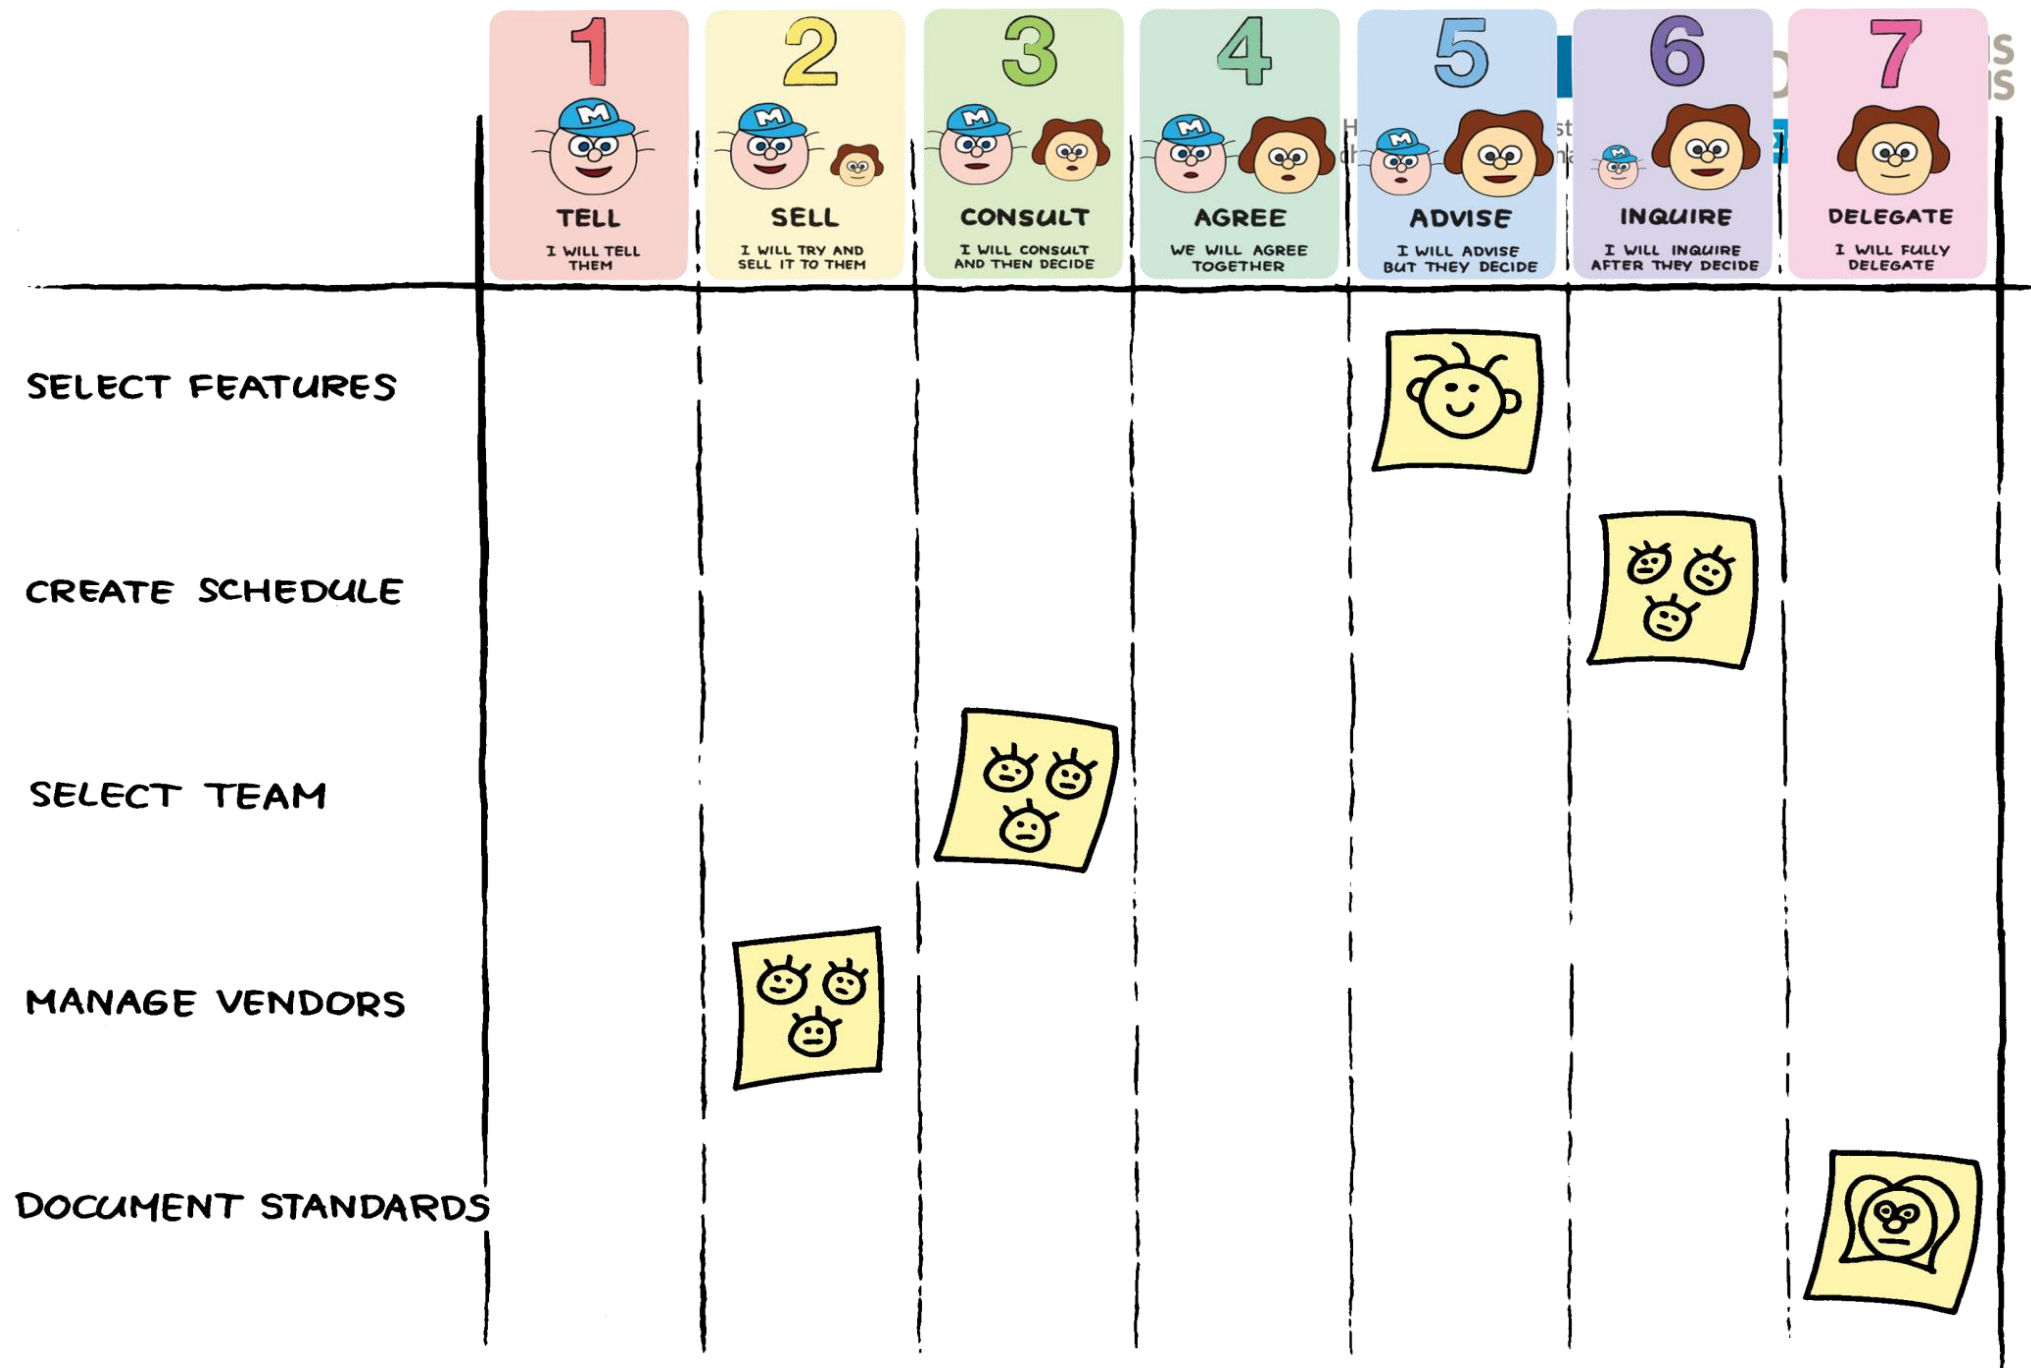 1
M
TELL
I WILL TELL
THEM
2
M
SELL
I WILL TRY AND
SELL IT TO THEM
3
M
CONSULT
I WILL CONSULT
AND THEN DECIDE
4
M
AGREE
WE WILL AGREE
TOGETHER
5
M
ADVISE
I WILL ADVISE
BUT THEY DECIDE
6
M
INQUIRE
I WILL INQUIRE
AFTER THEY DECIDE
7
DELEGATE
I WILL FULLY
DELEGATE
SELECT FEATURES
CREATE SCHEDULE
SELECT TEAM
MANAGE VENDORS
DOCUMENT STANDARDS